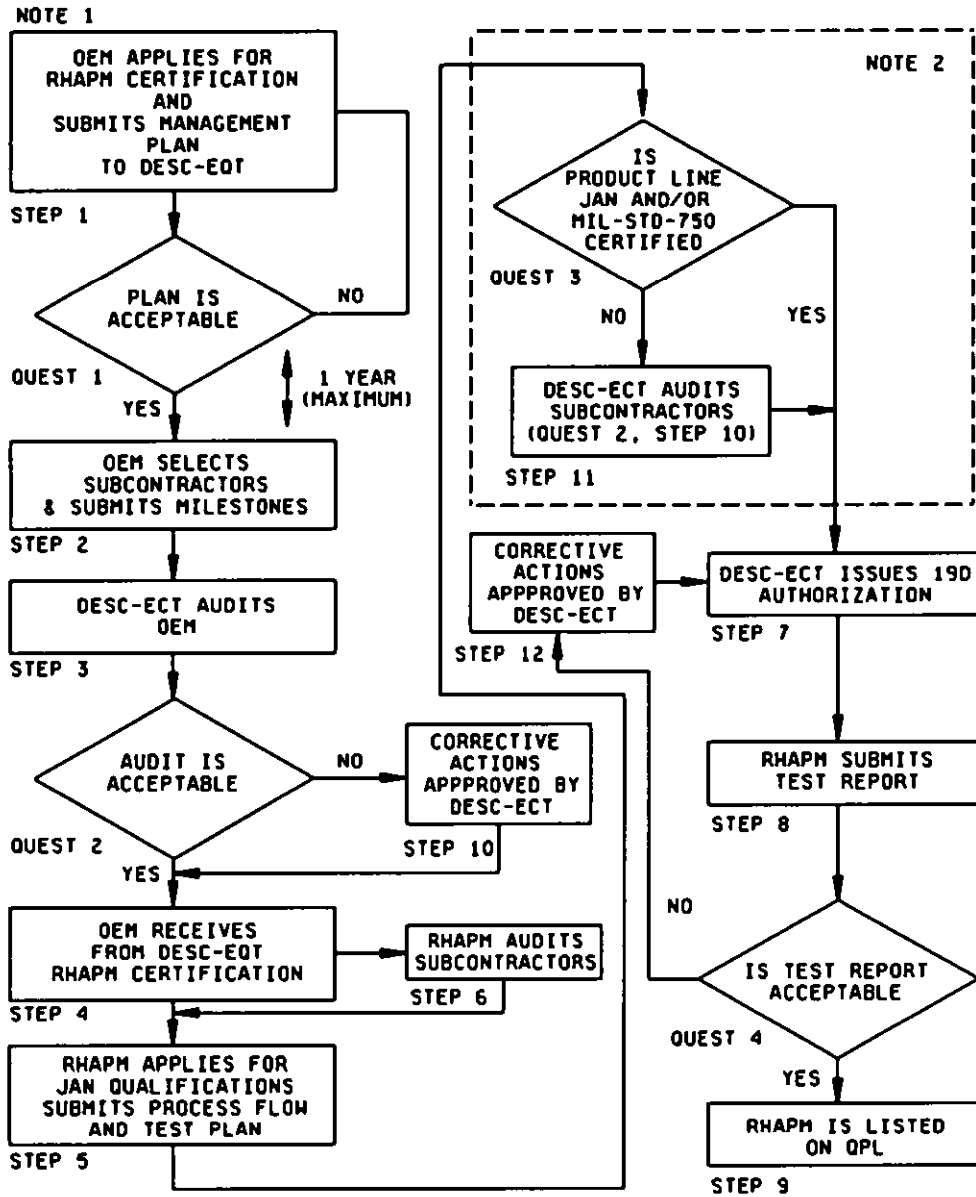 NOTE 1
OEM APPLIES FOR
RHAPM CERTIFICATION
AND
SUBMITS MANAGEMENT
PLAN
TO DESC-EQT
STEP 1
PLAN IS
ACCEPTABLE
NO
QUEST 1
YES
1 YEAR
(MAXIMUM)
OEM SELECTS
SUBCONTRACTORS
& SUBMITS MILESTONES
STEP 2
DESC-ECT AUDITS
OEM
STEP 3
AUDIT IS
ACCEPTABLE
NO
QUEST 2
YES
CORRECTIVE
ACTIONS
APPPROVED BY
DESC-ECT
STEP 10
OEM RECEIVES
FROM DESC-EQT
RHAPM CERTIFICATION
STEP 4
RHAPM AUDITS
SUBCONTRACTORS
STEP 6
RHAPM APPLIES FOR
JAN QUALIFICATIONS
SUBMITS PROCESS FLOW
AND TEST PLAN
STEP 5
NOTE 2
IS
PRODUCT LINE
JAN AND/OR
MIL-STD-750
CERTIFIED
QUEST 3
NO
YES
DESC-ECT AUDITS
SUBCONTRACTORS
(QUEST 2, STEP 10)
STEP 11
CORRECTIVE
ACTIONS
APPPROVED BY
DESC-ECT
STEP 12
DESC-ECT ISSUES 19D
AUTHORIZATION
STEP 7
RHAPM SUBMITS
TEST REPORT
STEP 8
NO
IS TEST REPORT
ACCEPTABLE
QUEST 4
YES
RHAPM IS LISTED
ON QPL
STEP 9